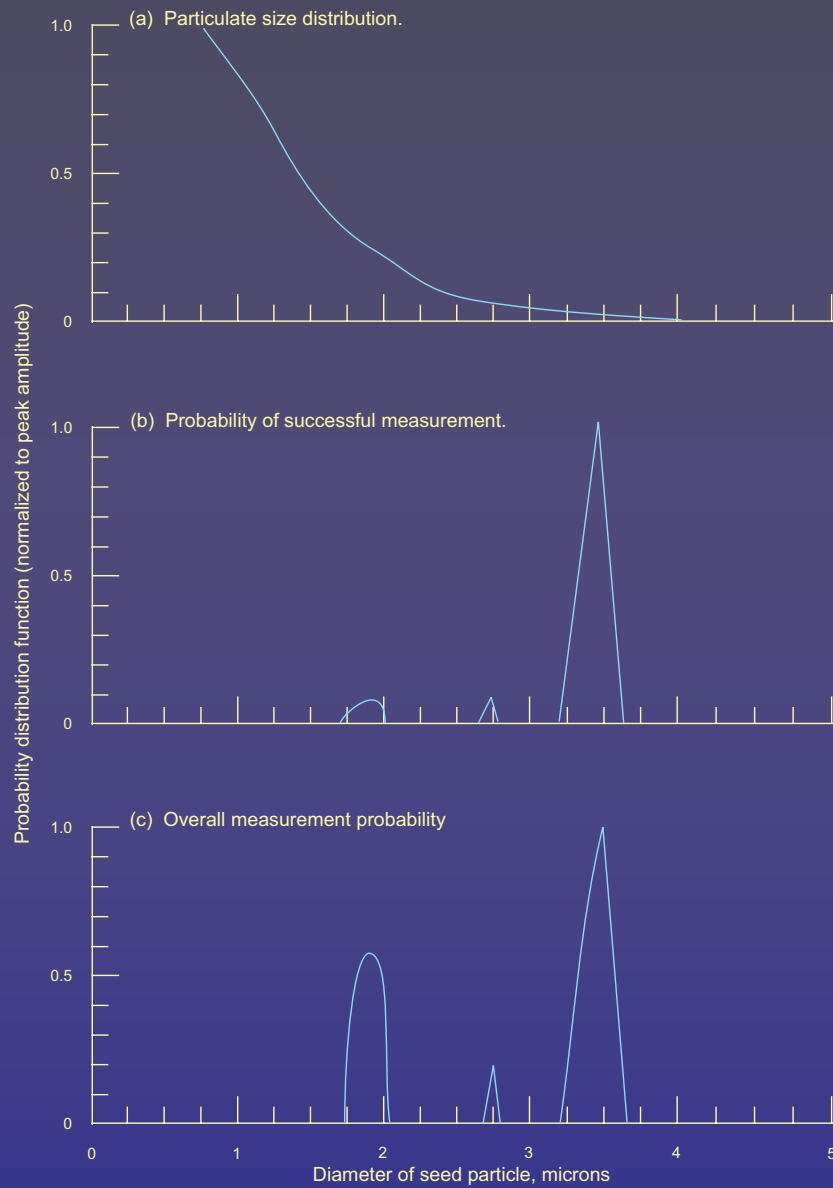 (a) Particulate size distribution.
1.0
0.5
0
(b) Probability of successful measurement.
1.0
0.5
0
(c) Overall measurement probability
1.0
0.5
0
0 1 2 3 4 5
Diameter of seed particle, microns
Probability distribution function (normalized to peak amplitude)